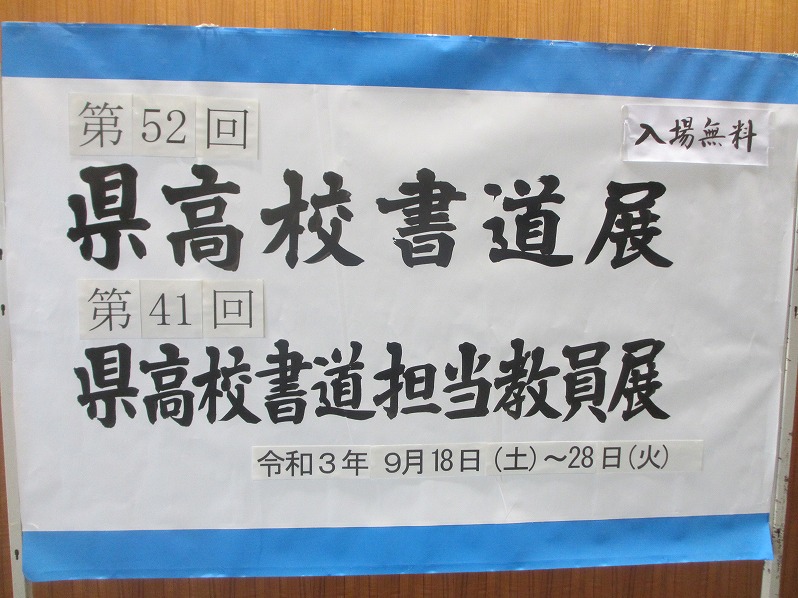 第52回
入場無料
県高校書道展
第41回
県高校書道担当教員展
令和3年 9月18日(土)~28日(火)